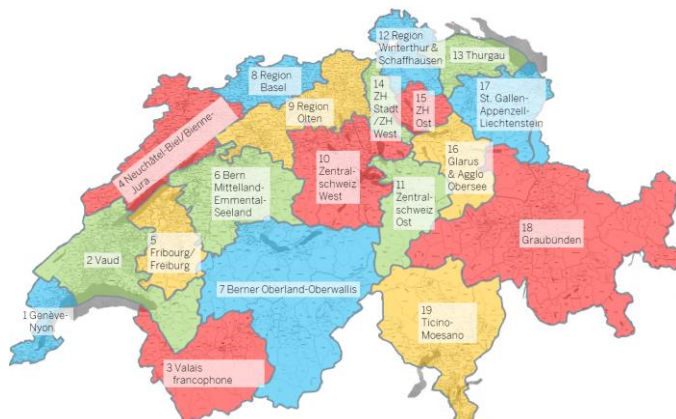 1 Genève-
Nyon
2 Vaud
3 Valais
francophone
4 Neuchâtel-Biel/Bienne-
Jura
5
Fribourg/
Freiburg
6 Bern
Mittelland-
Emmental-
Seeland
7 Berner Oberland-Oberwallis
8 Region
Basel
9 Region
Olten
10
Zentral-
schweiz
West
11
Zentral-
schweiz
Ost
12 Region
Winterthur &
Schaffhausen
13 Thurgau
14
ZH
Stadt
/ZH
West
15
ZH
Ost
16
Glarus
& Agglo
Obersee
17
St. Gallen-
Appenzell-
Liechtenstein
18
Graubünden
19
Ticino-
Moesano